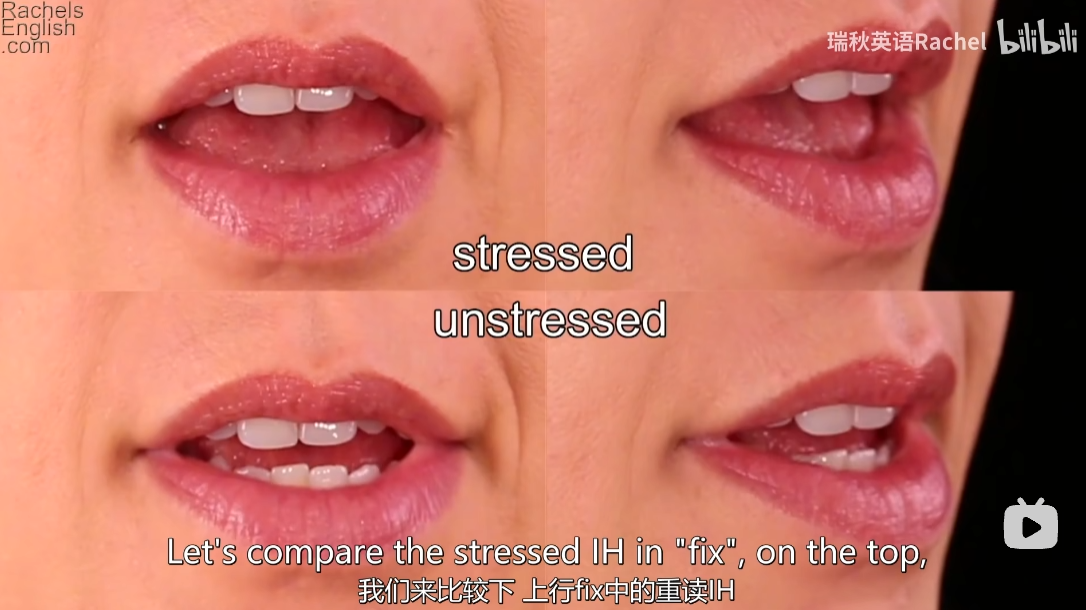 Rachels
English
.com
瑞秋英语Rachel bilibili
stressed
unstressed
Let's compare the stressed IH in "fix", on the top,
我们来比较下 上行fix中的重读IH